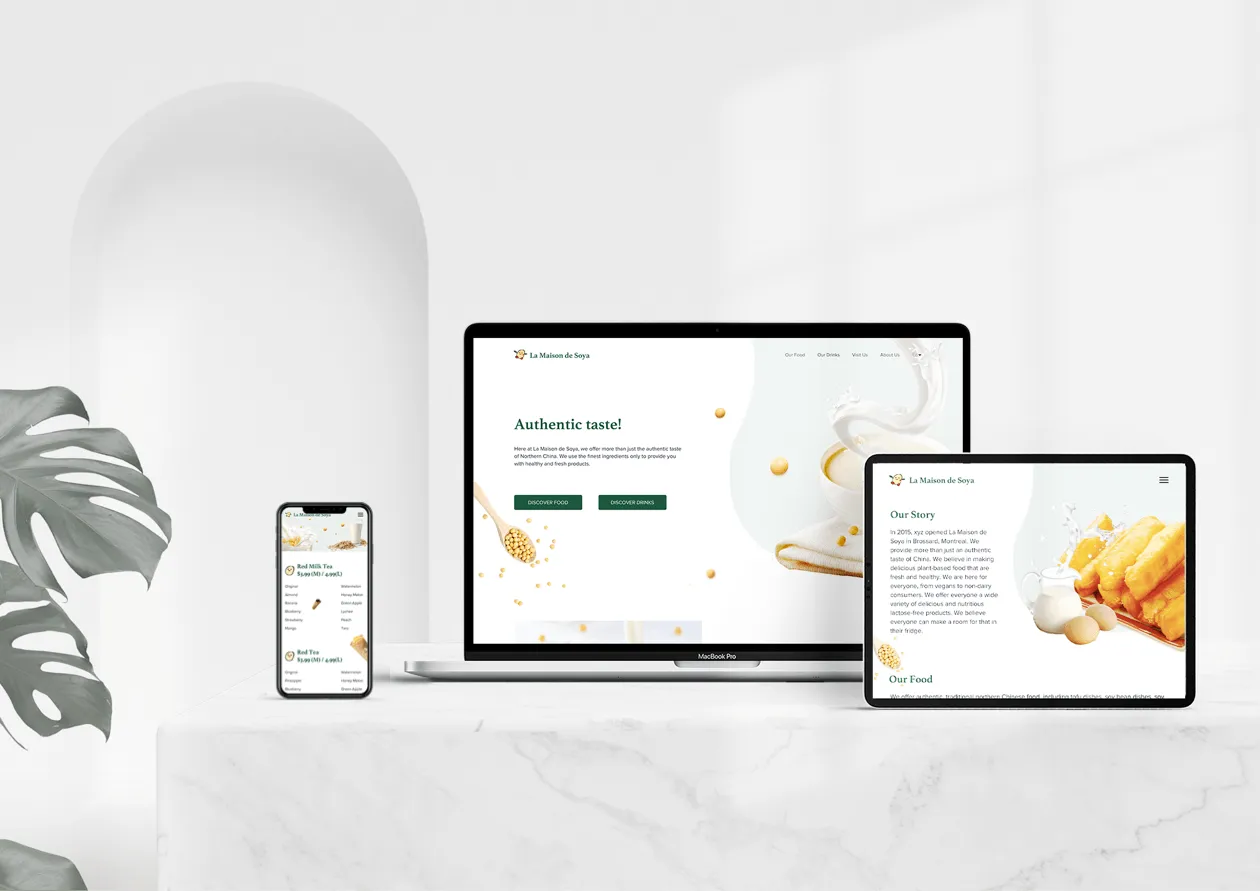 La Maison de Soya
Our Food
Our Drinks
Visit Us
About Us
Authentic taste!
Here at La Maison de Soya, we offer more than just the authentic taste
of Northern China. We use the finest ingredients only to provide you
with healthy and fresh products.
DISCOVER FOOD
DISCOVER DRINKS
MacBook Pro
La Maison de Soya
Red Milk Tea
$3.99 (M) / 4.99(L)
Original
Watermelon
Almond
Honey Melon
Banana
Green Apple
Blueberry
Lychee
Strawberry
Peach
Mango
Taro
Red Tea
$3.99 (M) / 4.99(L)
Original
Watermelon
Pineapple
Honey Melon
Blueberry
Green Apple
La Maison de Soya
Our Story
In 2015, xyz opened La Maison de
Soya in Brossard, Montreal. We
provide more than just an authentic
taste of China. We believe in making
delicious plant-based food that are
fresh and healthy. We are here for
everyone, from vegans to non-dairy
consumers. We offer everyone a wide
variety of delicious and nutritious
lactose-free products. We believe
everyone can make a room for that in
their fridge.
Our Food
We offer authentic, traditional northern Chinese food, including tofu dishes, soy bean dishes, soy